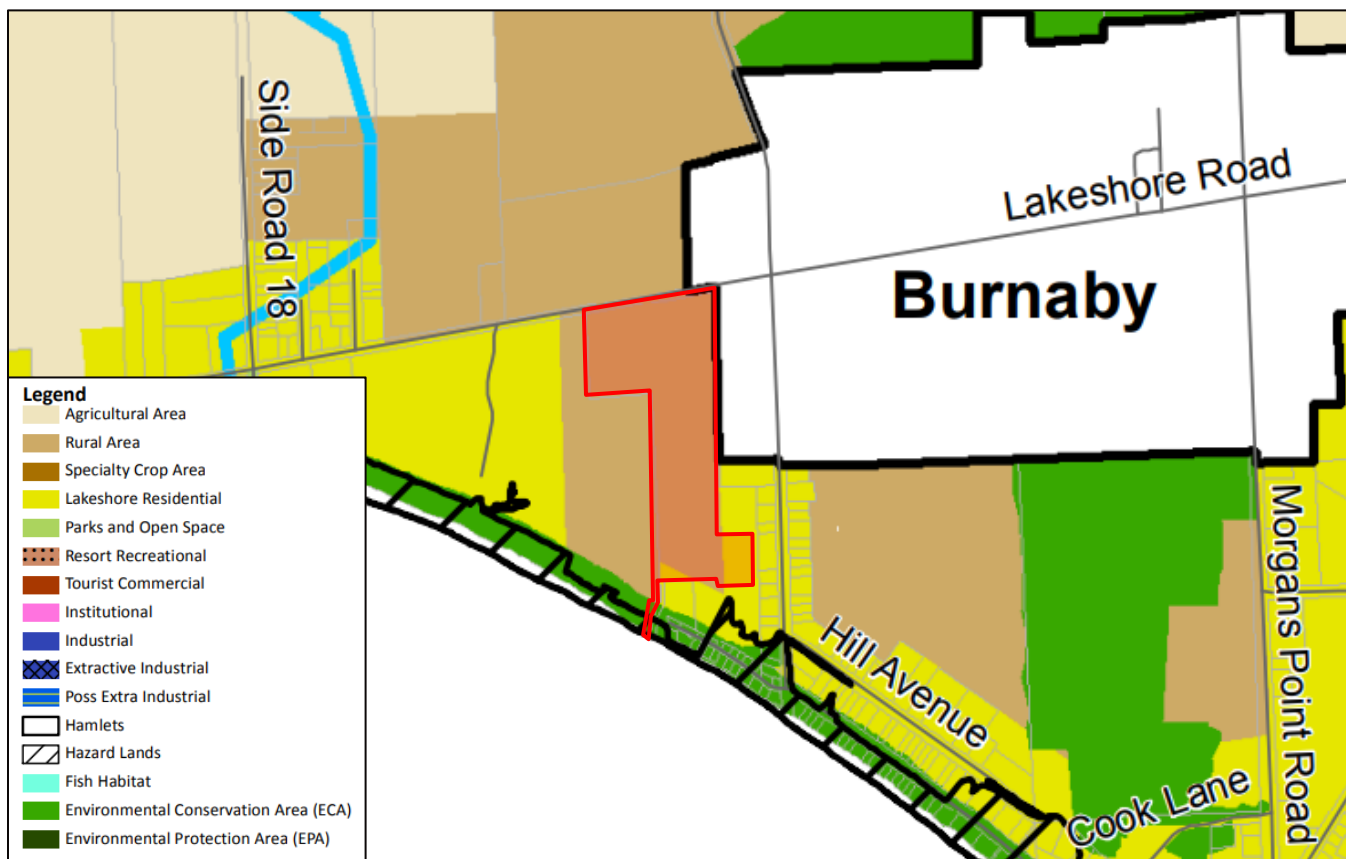 Side Road 18
Lakeshore Road
Burnaby
Legend
Agricultural Area
Rural Area
Specialty Crop Area
Lakeshore Residential
Parks and Open Space
Resort Recreational
Tourist Commercial
Institutional
Industrial
Extractive Industrial
Poss Extra Industrial
Hamlets
Hazard Lands
Fish Habitat
Environmental Conservation Area (ECA)
Environmental Protection Area (EPA)
Hill Avenue
Morgans Point Road
Cook Lane